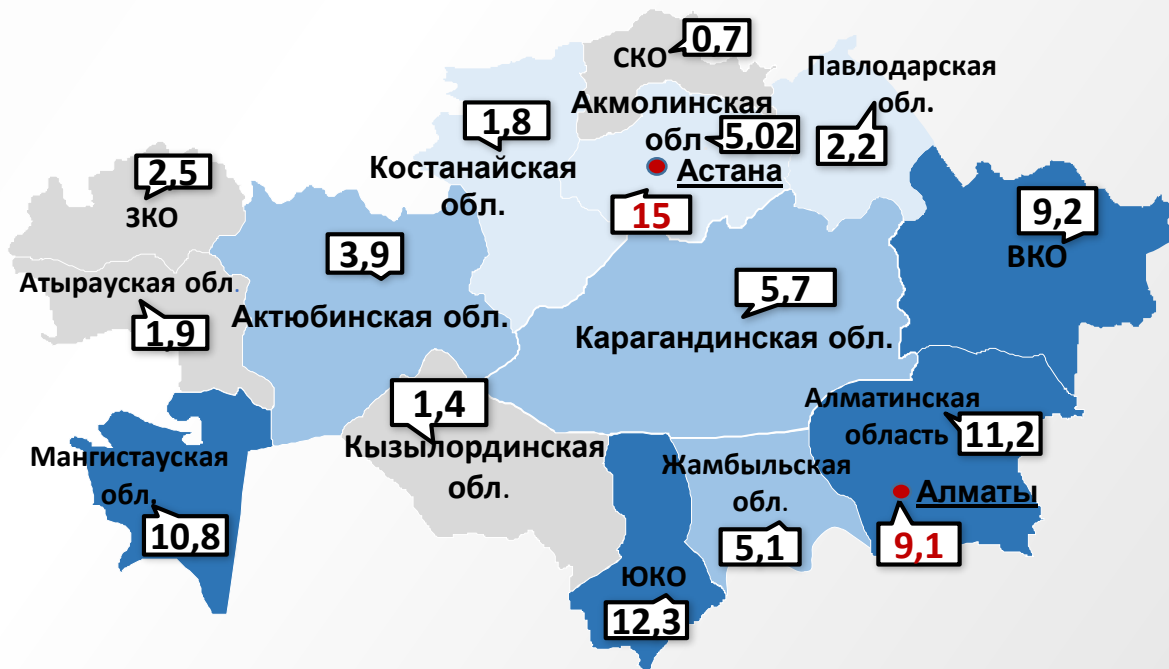 0,7
СКО
Павлодарская
обл.
2,2
Акмолинская
обл
5,02
Астана
15
1,8
Костанайская
обл.
2,5
ЗКО
9,2
ВКО
3,9
Актюбинская обл.
Атырауская обл.
1,9
5,7
Карагандинская обл.
1,4
Кызылординская
обл.
Алматинская
область
11,2
Мангистауская
обл.
10,8
Жамбыльская
обл.
5,1
Алматы
9,1
ЮКО
12,3